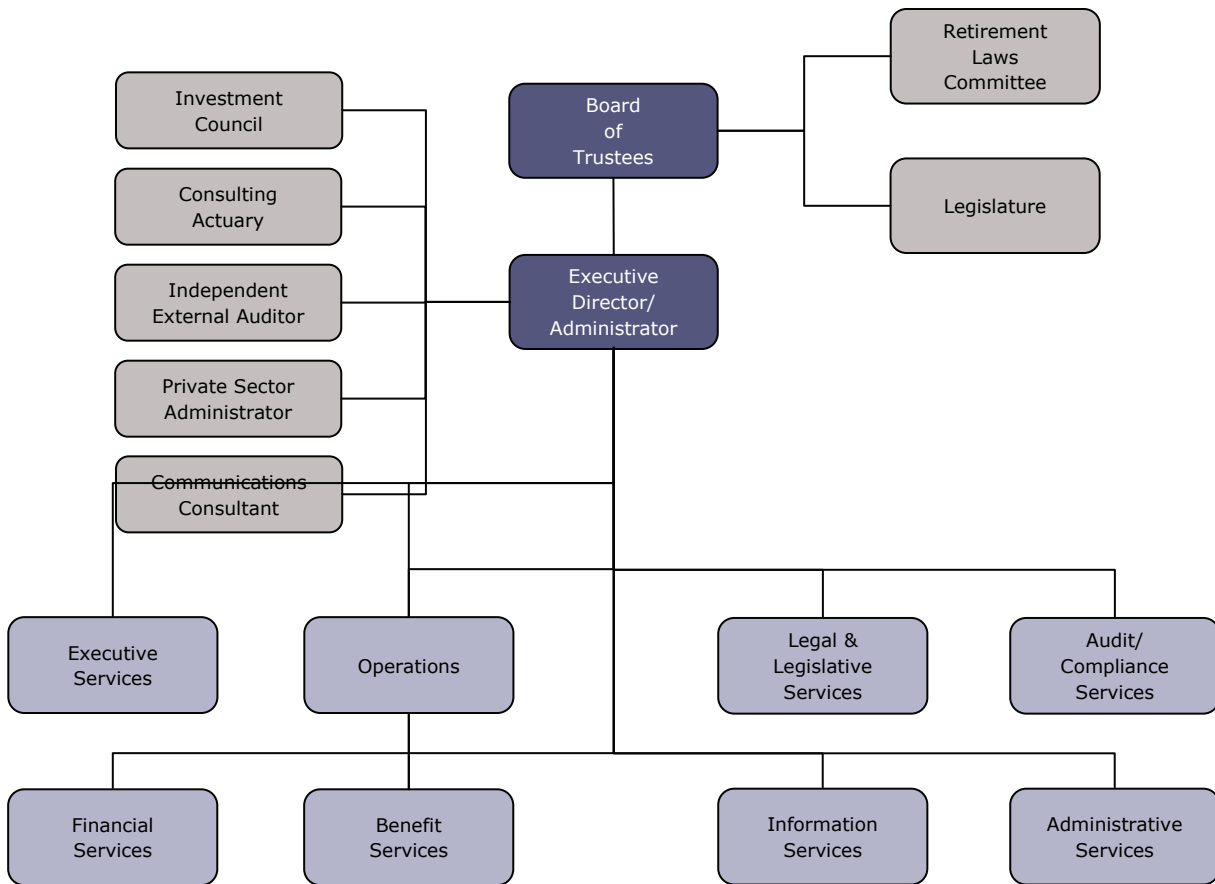 Retirement
Laws
Committee
Investment
Council
Board
of
Trustees
Consulting
Actuary
Legislature
Independent
External Auditor
Executive
Director/
Administrator
Private Sector
Administrator
Communications
Consultant
Executive
Services
Operations
Legal &
Legislative
Services
Audit/
Compliance
Services
Financial
Services
Benefit
Services
Information
Services
Administrative
Services